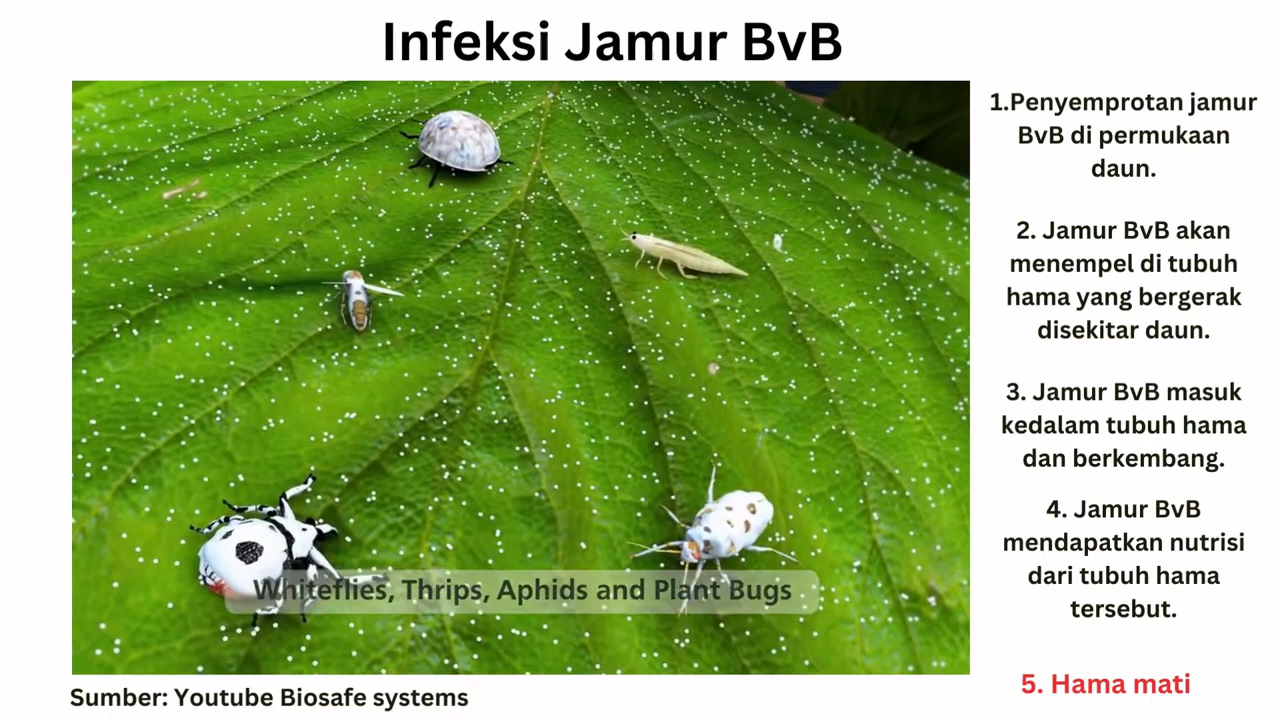 Infeksi Jamur BvB
1.Penyemprotan jamur
BvB di permukaan
daun.
2. Jamur BvB akan
menempel di tubuh
hama yang bergerak
disekitar daun.
3. Jamur BvB masuk
kedalam tubuh hama
dan berkembang.
4. Jamur BvB
mendapatkan nutrisi
dari tubuh hama
tersebut.
5. Hama mati
Whiteflies, Thrips, Aphids and Plant Bugs
Sumber: Youtube Biosafe systems